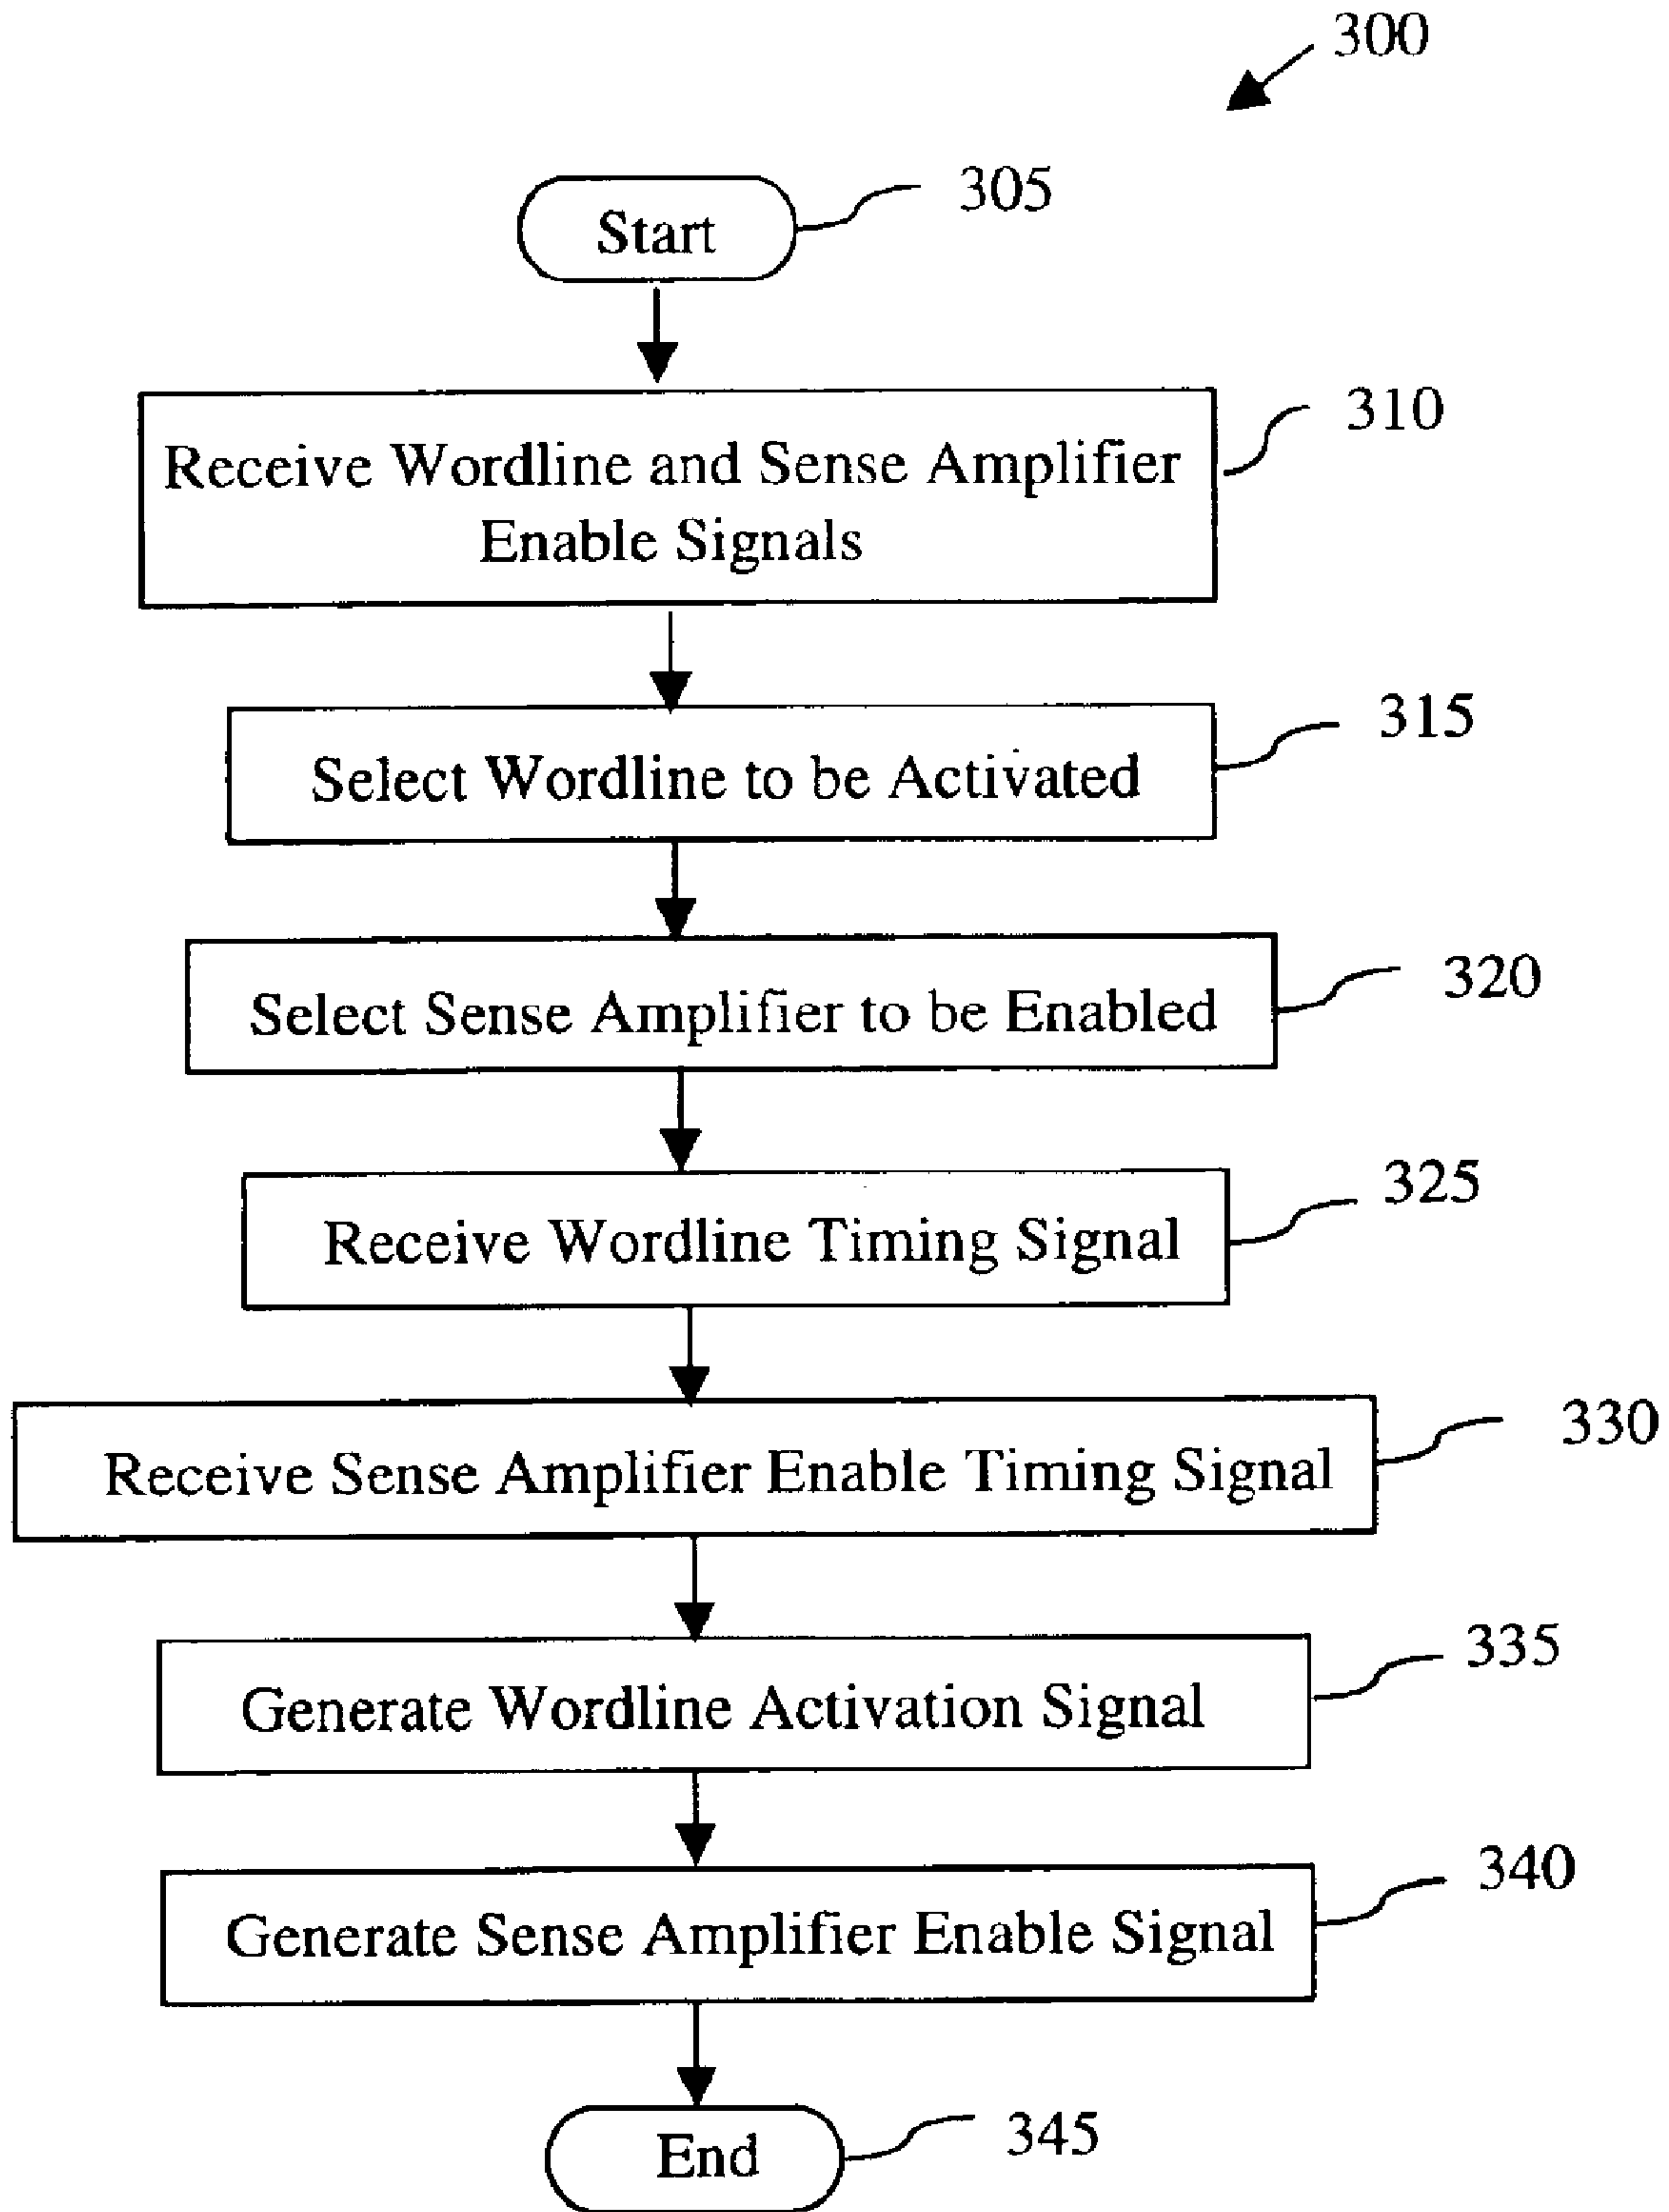 300
Start
305
Receive Wordline and Sense Amplifier
Enable Signals
310
Select Wordline to be Activated
315
Select Sense Amplifier to be Enabled
320
Receive Wordline Timing Signal
325
Receive Sense Amplifier Enable Timing Signal
330
Generate Wordline Activation Signal
335
Generate Sense Amplifier Enable Signal
340
End
345